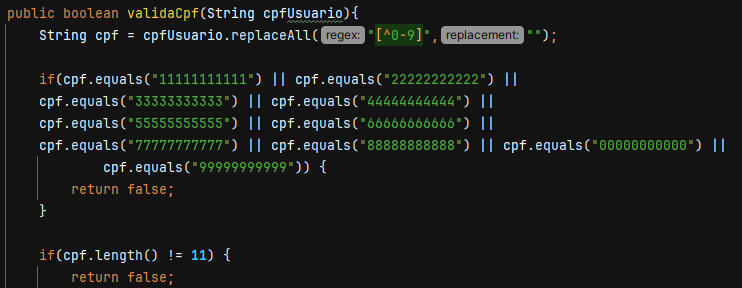 public boolean validaCpf(String cpfUsuario){
    String cpf = cpfUsuario.replaceAll( regex: "[^0-9]", replacement: "");
    if(cpf.equals("11111111111") || cpf.equals("22222222222") ||
    cpf.equals("33333333333") || cpf.equals("44444444444") ||
    cpf.equals("55555555555") || cpf.equals("66666666666") ||
    cpf.equals("77777777777") || cpf.equals("88888888888") || cpf.equals("00000000000") ||
            cpf.equals("99999999999")) {
        return false;
    }
    if(cpf.length() != 11) {
        return false;